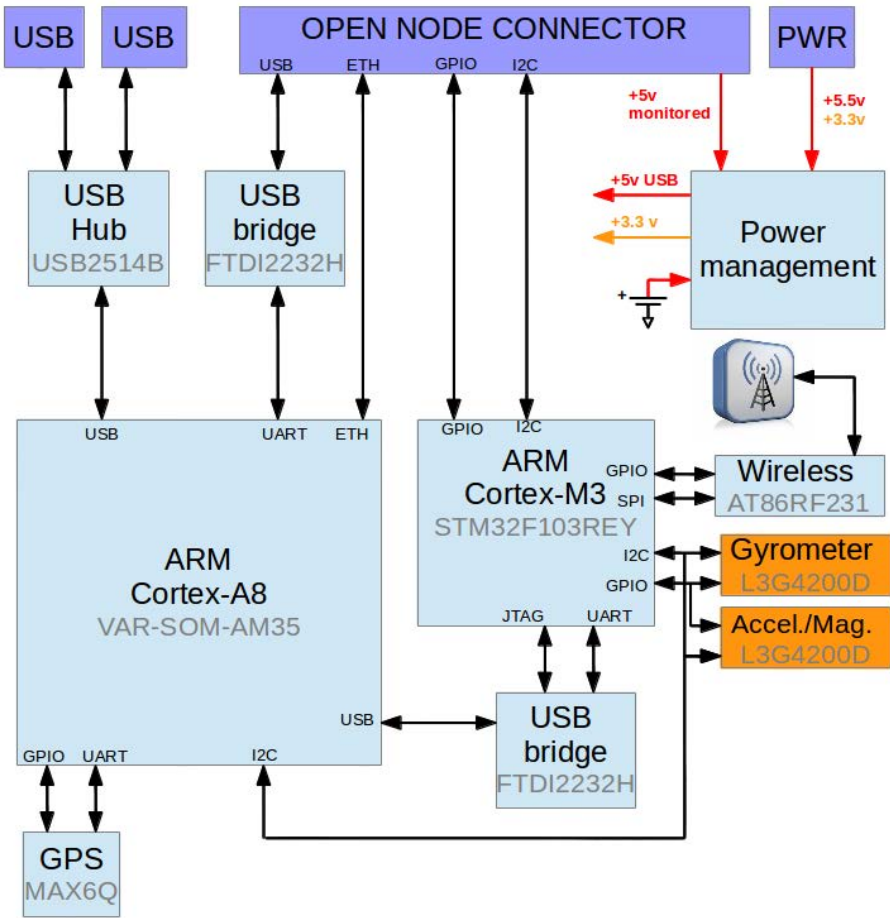 USB
USB
OPEN NODE CONNECTOR
PWR
USB
ETH
GPIO
I2C
+5v
monitored
+5.5v
+3.3v
USB
Hub
USB2514B
USB
bridge
FTDI2232H
+5v USB
+3.3 v
Power
management
+
USB
UART
ETH
GPIO
I2C
ARM
Cortex-M3
STM32F103REY
GPIO
SPI
I2C
GPIO
JTAG
UART
Wireless
AT86RF231
Gyrometer
L3G4200D
Accel./Mag.
L3G4200D
ARM
Cortex-A8
VAR-SOM-AM35
USB
GPIO
UART
I2C
USB
bridge
FTDI2232H
GPS
MAX6Q